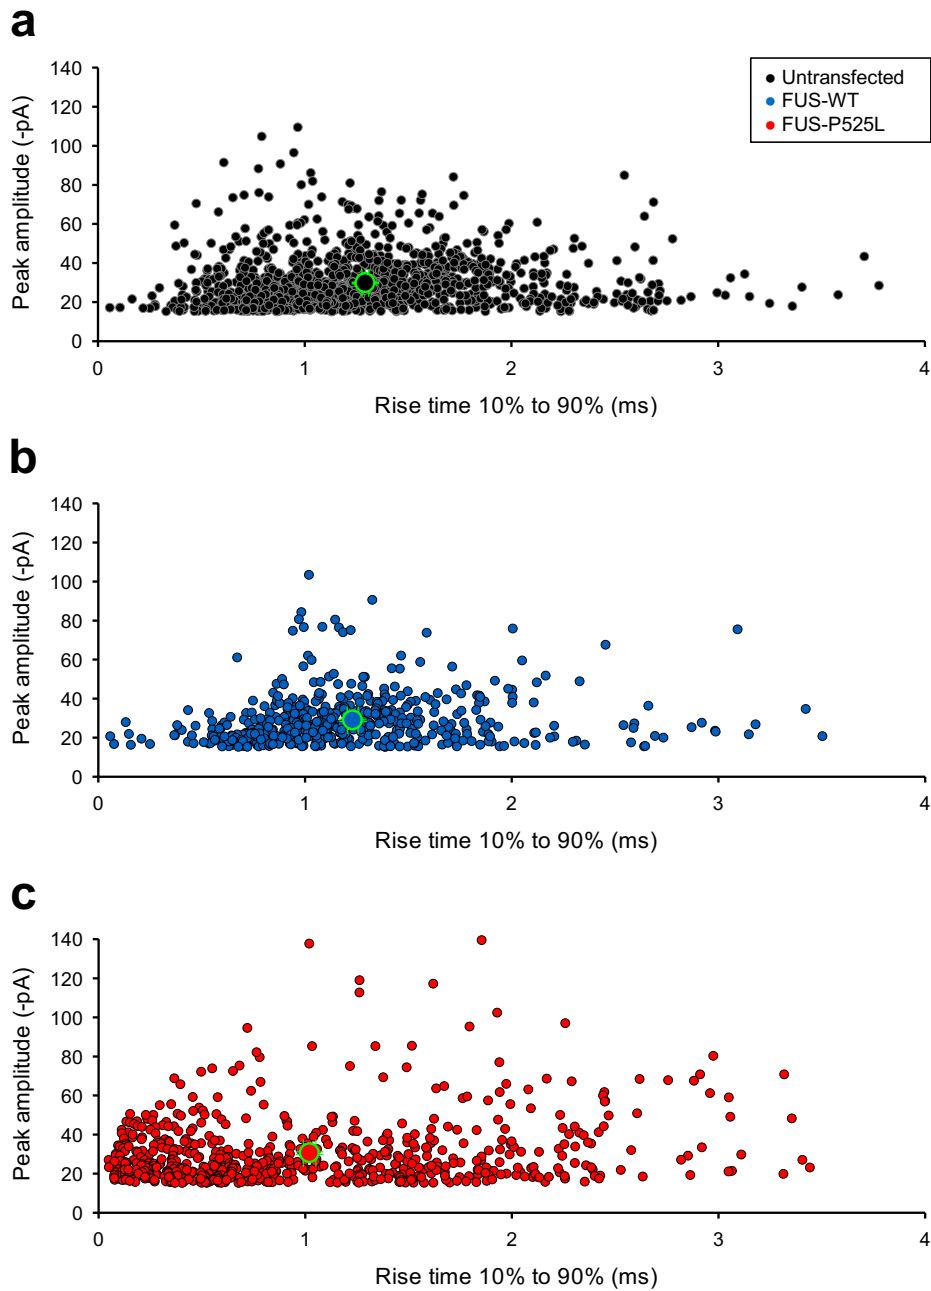 a
140
120
100
80
60
40
20
0
Peak amplitude (-pA)
Untransfected
FUS-WT
FUS-P525L
0 1 2 3 4
Rise time 10% to 90% (ms)
b
140
120
100
80
60
40
20
0
Peak amplitude (-pA)
0 1 2 3 4
Rise time 10% to 90% (ms)
c
140
120
100
80
60
40
20
0
Peak amplitude (-pA)
0 1 2 3 4
Rise time 10% to 90% (ms)